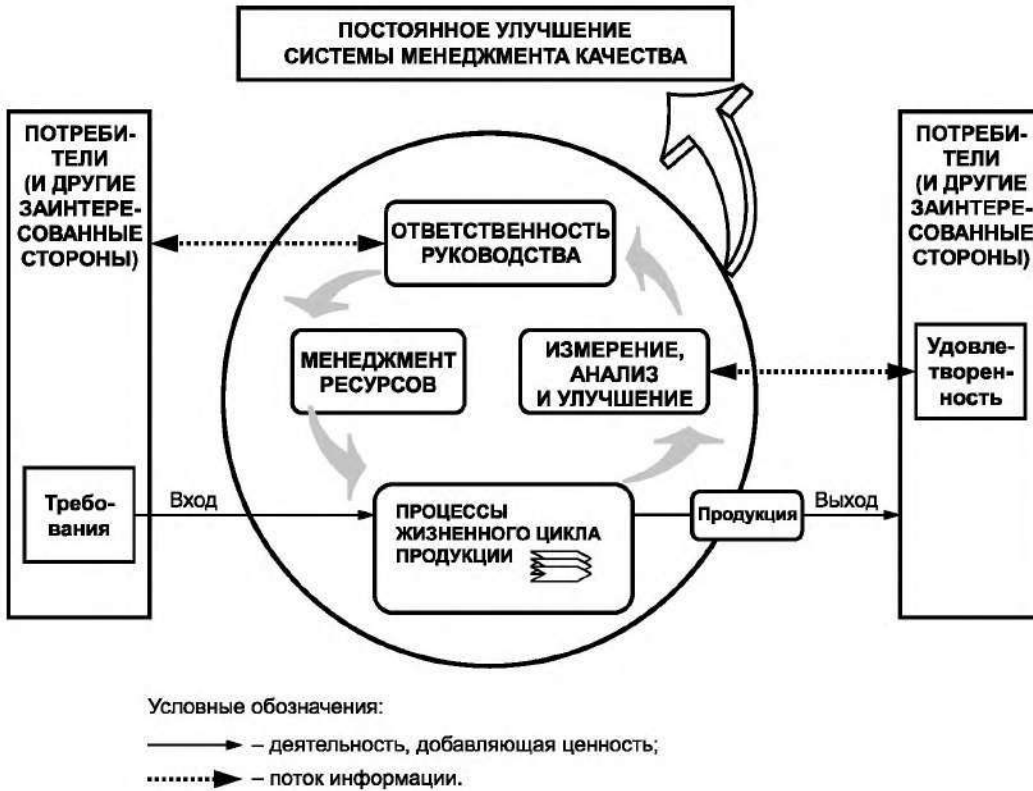 ПОСТОЯННОЕ УЛУЧШЕНИЕ
СИСТЕМЫ МЕНЕДЖМЕНТА КАЧЕСТВА
ПОТРЕБИ-
ТЕЛИ
(И ДРУГИЕ
ЗАИНТЕРЕ-
СОВАННЫЕ
СТОРОНЫ)
Требо-
вания
Вход
ОТВЕТСТВЕННОСТЬ
РУКОВОДСТВА
МЕНЕДЖМЕНТ
РЕСУРСОВ
ИЗМЕРЕНИЕ,
АНАЛИЗ
И УЛУЧШЕНИЕ
ПРОЦЕССЫ
ЖИЗНЕННОГО ЦИКЛА
ПРОДУКЦИИ
Продукция
Выход
ПОТРЕБИ-
ТЕЛИ
(И ДРУГИЕ
ЗАИНТЕРЕ-
СОВАННЫЕ
СТОРОНЫ)
Удовле-
творен-
ность
Условные обозначения:
– деятельность, добавляющая ценность;
– поток информации.